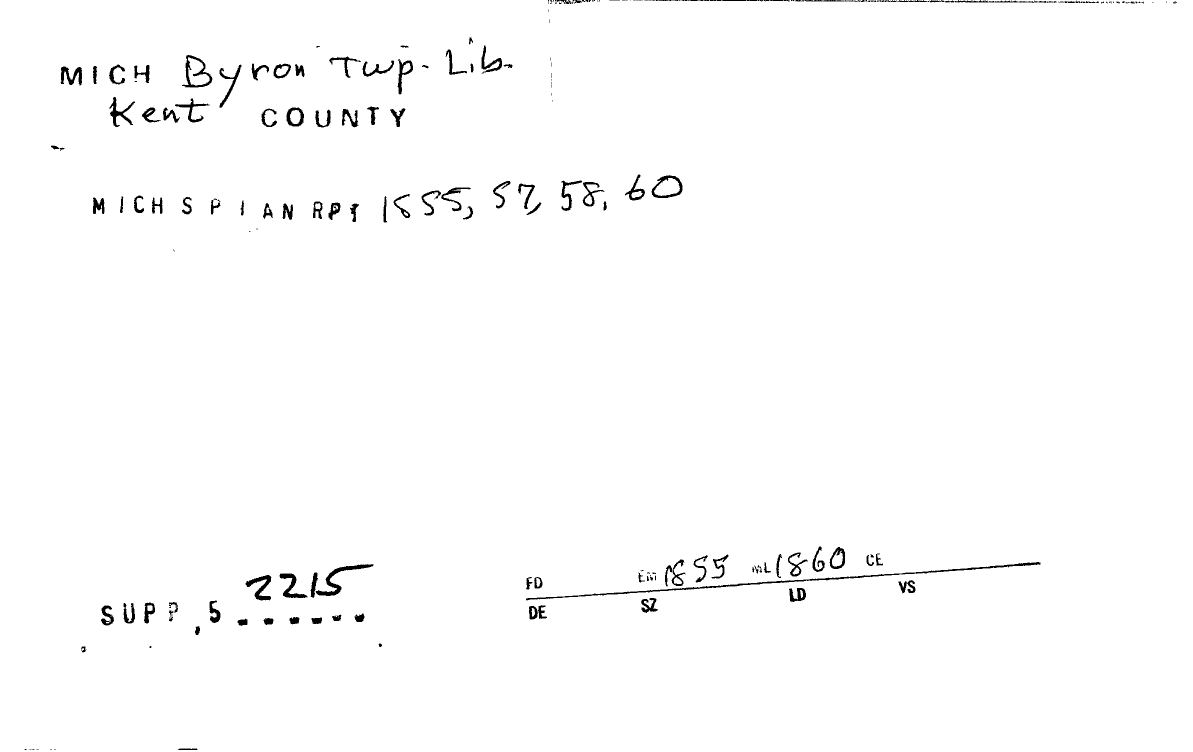 MICH Byron Twp. Lib.
Kent COUNTY
MICH S P I AN RPT 1855, 57, 58, 60
2215
SUPP, 5 ......
FD EM 1855 ML 1860 CE
DE SZ LD VS